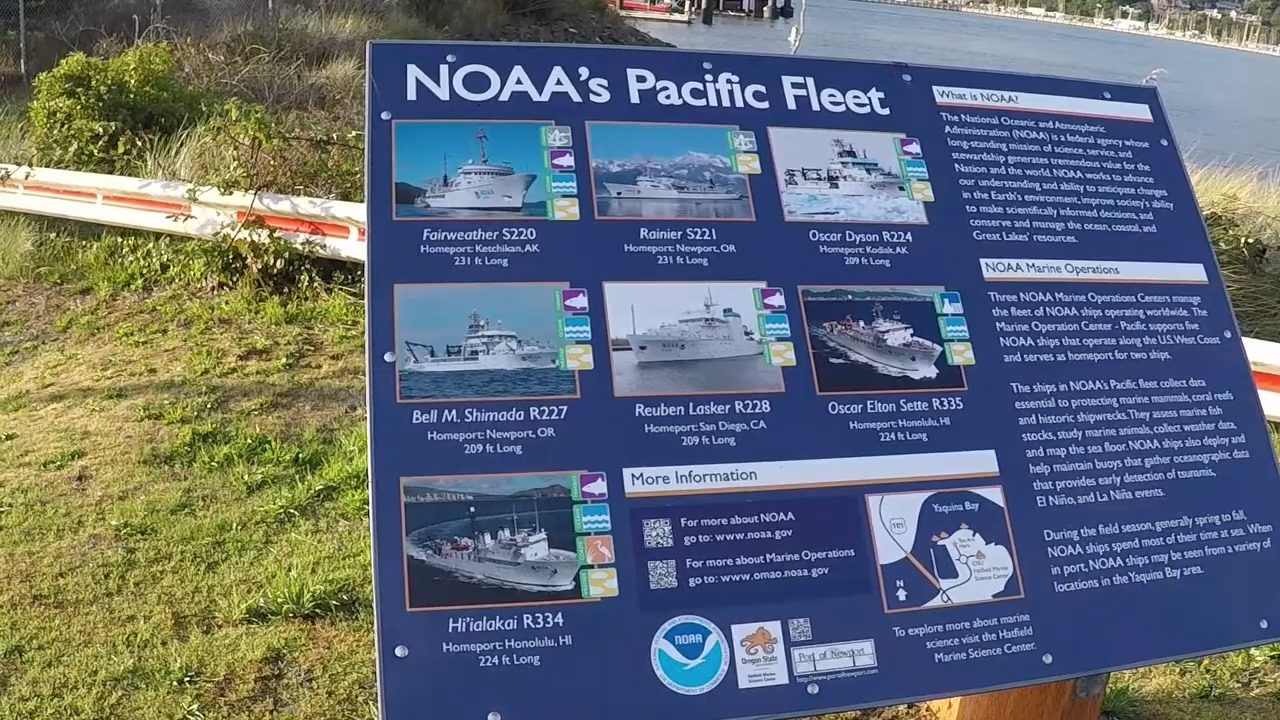 NOAA's Pacific Fleet
Fairweather S220
Homeport: Ketchikan, AK
231 ft Long
Rainier S221
Homeport: Newport, OR
231 ft Long
Oscar Dyson R224
Homeport: Kodiak, AK
209 ft Long
Bell M. Shimada R227
Homeport: Newport, OR
209 ft Long
Reuben Lasker R228
Homeport: San Diego, CA
209 ft Long
Oscar Elton Sette R335
Homeport: Honolulu, HI
224 ft Long
Hi'ialakai R334
Homeport: Honolulu, HI
224 ft Long
More Information
For more about NOAA
go to: www.noaa.gov
For more about Marine Operations
go to: www.omao.noaa.gov
Yaquina Bay
101
N
You Are
Here
OSU
Hatfield Marine
Science Center
To explore more about marine
science visit the Hatfield
Marine Science Center.
NOAA
Oregon State
Hatfield Marine
Science Center
Port of Newport
http://www.portofnewport.com
What is NOAA?
The National Oceanic and Atmospheric
Administration (NOAA) is a federal agency whose
long-standing mission of science, service, and
stewardship generates tremendous value for the
Nation and the world. NOAA works to advance
our understanding and ability to anticipate changes
in the Earth's environment, improve society's ability
to make scientifically informed decisions, and
conserve and manage the ocean, coastal, and
Great Lakes' resources.
NOAA Marine Operations
Three NOAA Marine Operations Centers manage
the fleet of NOAA ships operating worldwide. The
Marine Operation Center - Pacific supports five
NOAA ships that operate along the U.S. West Coast
and serves as homeport for two ships.
The ships in NOAA's Pacific fleet collect data
essential to protecting marine mammals, coral reefs
and historic shipwrecks. They assess marine fish
stocks, study marine animals, collect weather data,
and map the sea floor. NOAA ships also deploy and
help maintain buoys that gather oceanographic data
that provides early detection of tsunamis,
El Niño, and La Niña events.
During the field season, generally spring to fall,
NOAA ships spend most of their time at sea. When
in port, NOAA ships may be seen from a variety of
locations in the Yaquina Bay area.